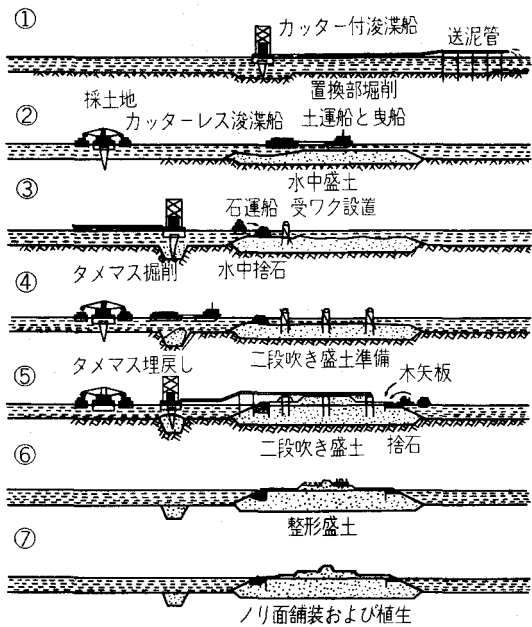 ①
カッター付浚渫船
送泥管
置換部堀削
②
採土地
カッターレス浚渫船
土運船と曳船
水中盛土
③
石運船 受ワク設置
タメマス掘削
水中捨石
④
二段吹き盛土準備
タメマス埋戻し
⑤
木矢板
二段吹き盛土
捨石
⑥
整形盛土
⑦
ノリ面舗装および植生